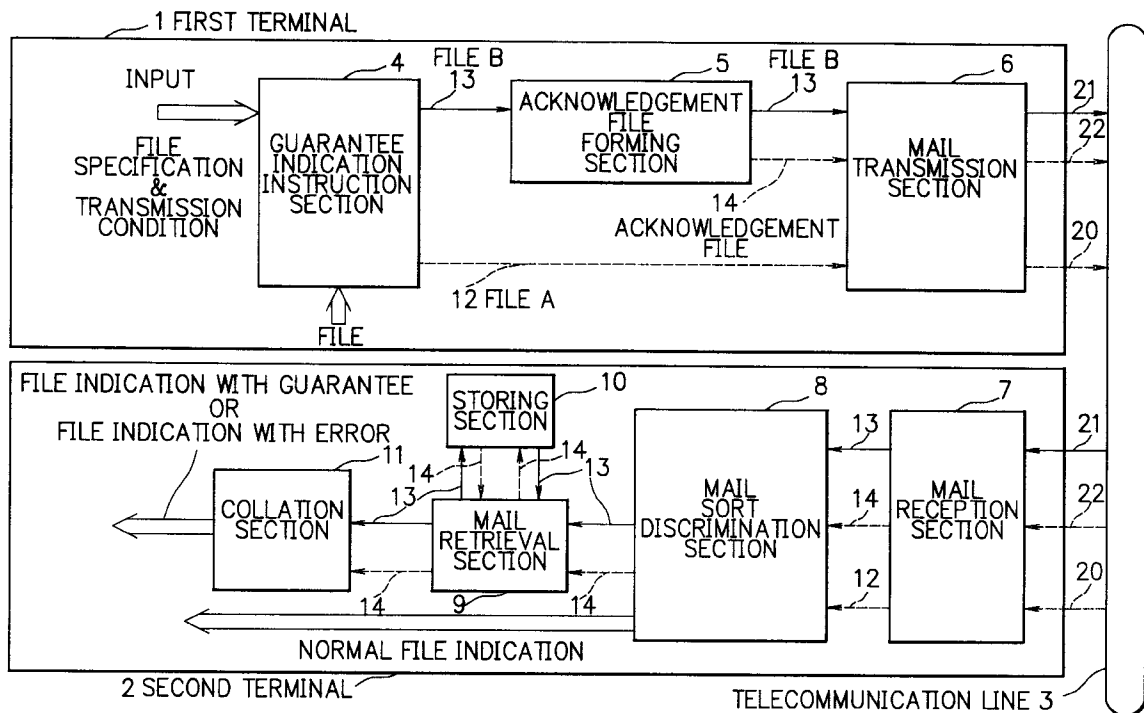 1 FIRST TERMINAL
INPUT
FILE
SPECIFICATION
&
TRANSMISSION
CONDITION
4
GUARANTEE
INDICATION
INSTRUCTION
SECTION
FILE
FILE B
13
5
ACKNOWLEDGEMENT
FILE
FORMING
SECTION
FILE B
13
14
ACKNOWLEDGEMENT
FILE
12 FILE A
6
MAIL
TRANSMISSION
SECTION
21
22
20
FILE INDICATION WITH GUARANTEE
OR
FILE INDICATION WITH ERROR
11
COLLATION
SECTION
13
14
10
STORING
SECTION
14
13
14
13
MAIL
RETRIEVAL
SECTION
9
14
8
MAIL
SORT
DISCRIMINATION
SECTION
13
14
12
7
MAIL
RECEPTION
SECTION
21
22
20
NORMAL FILE INDICATION
2 SECOND TERMINAL
TELECOMMUNICATION LINE 3